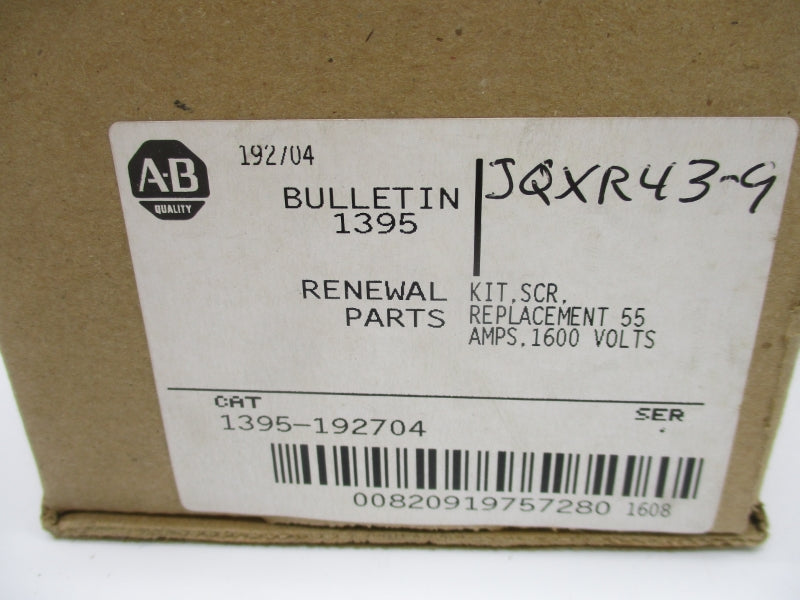 A-B
QUALITY
192704
BULLETIN
1395
JQXR43-9
RENEWAL
PARTS
KIT,SCR,
REPLACEMENT 55
AMPS,1600 VOLTS
CAT
1395-192704
SER
00820919757280 1608